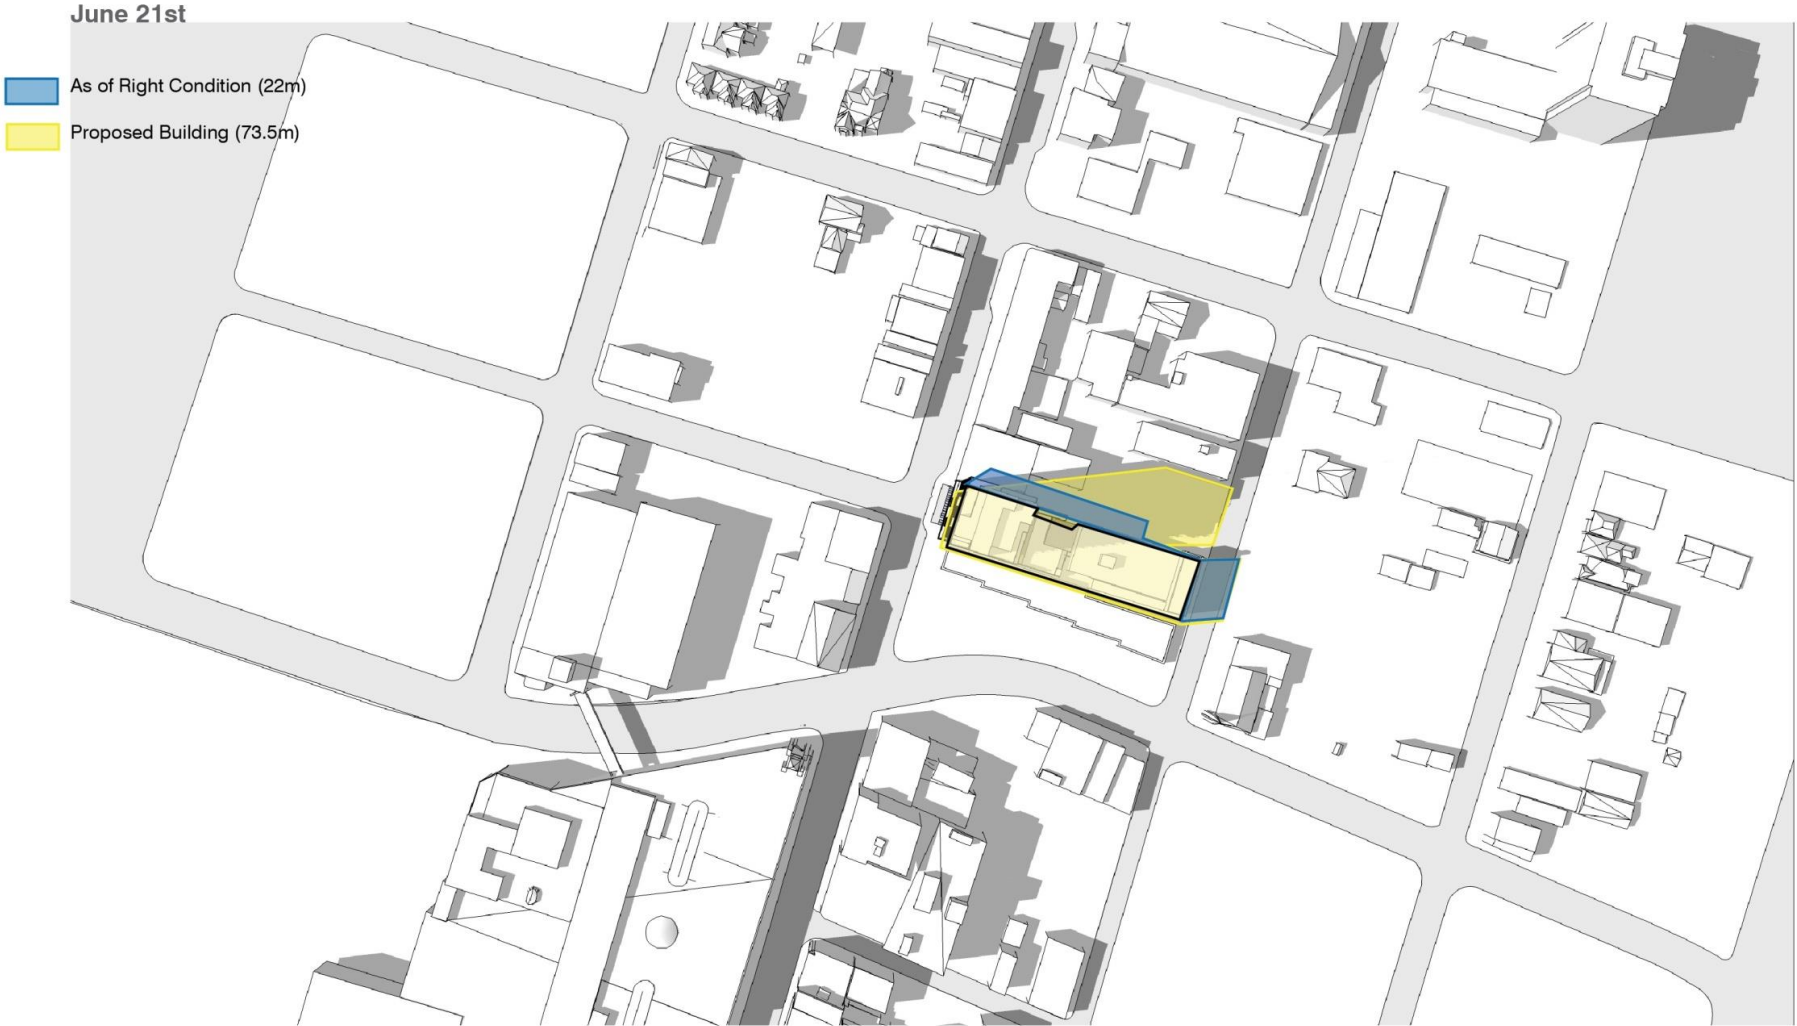 June 21st
As of Right Condition (22m)
Proposed Building (73.5m)